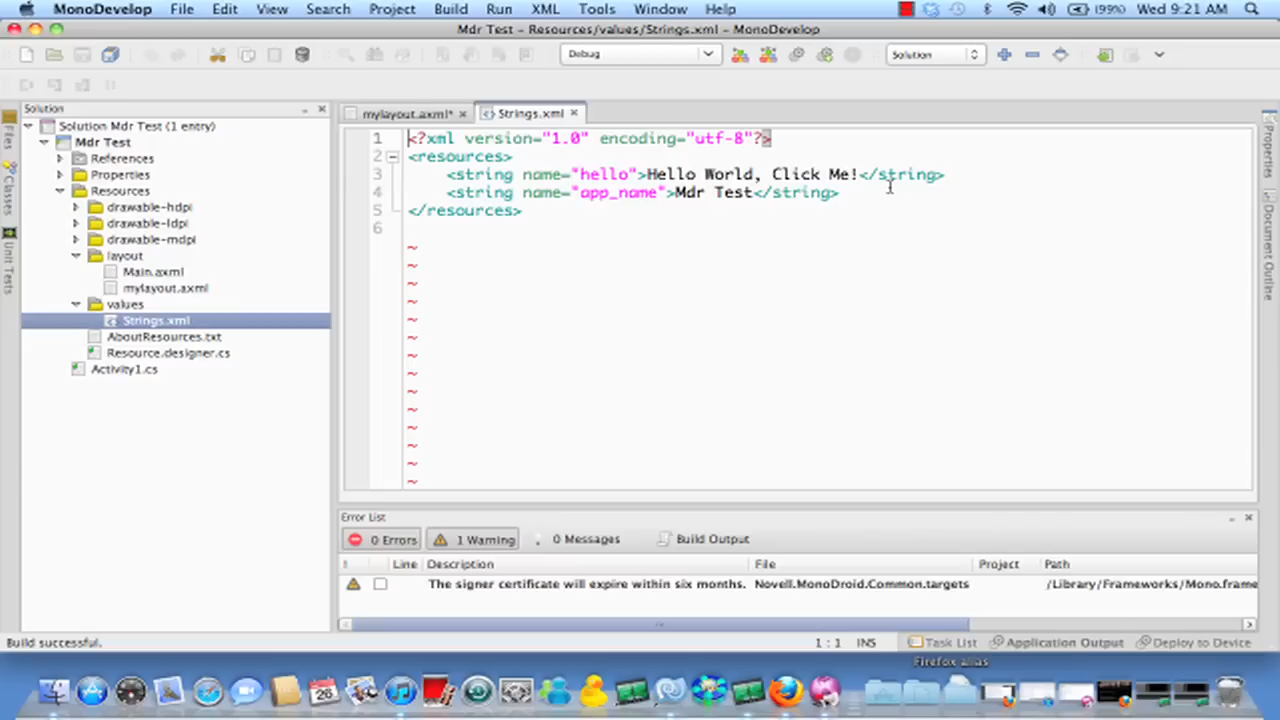 MonoDevelop File Edit View Search Project Build Run XML Tools Window Help (99%) Wed 9:21 AM
Mdr Test - Resources/values/Strings.xml - MonoDevelop
Debug Solution
Solution
mylayout.axml* Strings.xml
Files
Classes
Unit Tests
Properties
Document Outline
Solution Mdr Test (1 entry)
Mdr Test
References
Properties
Resources
drawable-hdpi
drawable-ldpi
drawable-mdpi
layout
Main.axml
mylayout.axml
values
Strings.xml
AboutResources.txt
Resource.designer.cs
Activity1.cs
1 <?xml version="1.0" encoding="utf-8"?>
2 <resources>
3 <string name="hello">Hello World, Click Me!</string>
4 <string name="app_name">Mdr Test</string>
5 </resources>
6
~
~
~
~
~
~
~
~
~
~
~
~
~
~
Error List
0 Errors 1 Warning 0 Messages Build Output
! Line Description File Project Path
The signer certificate will expire within six months. Novell.MonoDroid.Common.targets /Library/Frameworks/Mono.frame
Build successful. 1 : 1 INS Task List Application Output Deploy to Device
Firefox alias
26